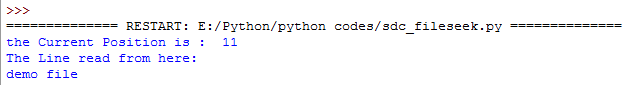 >>>
============== RESTART: E:/Python/python codes/sdc_fileseek.py ==============
the Current Position is :  11
The Line read from here:
demo file